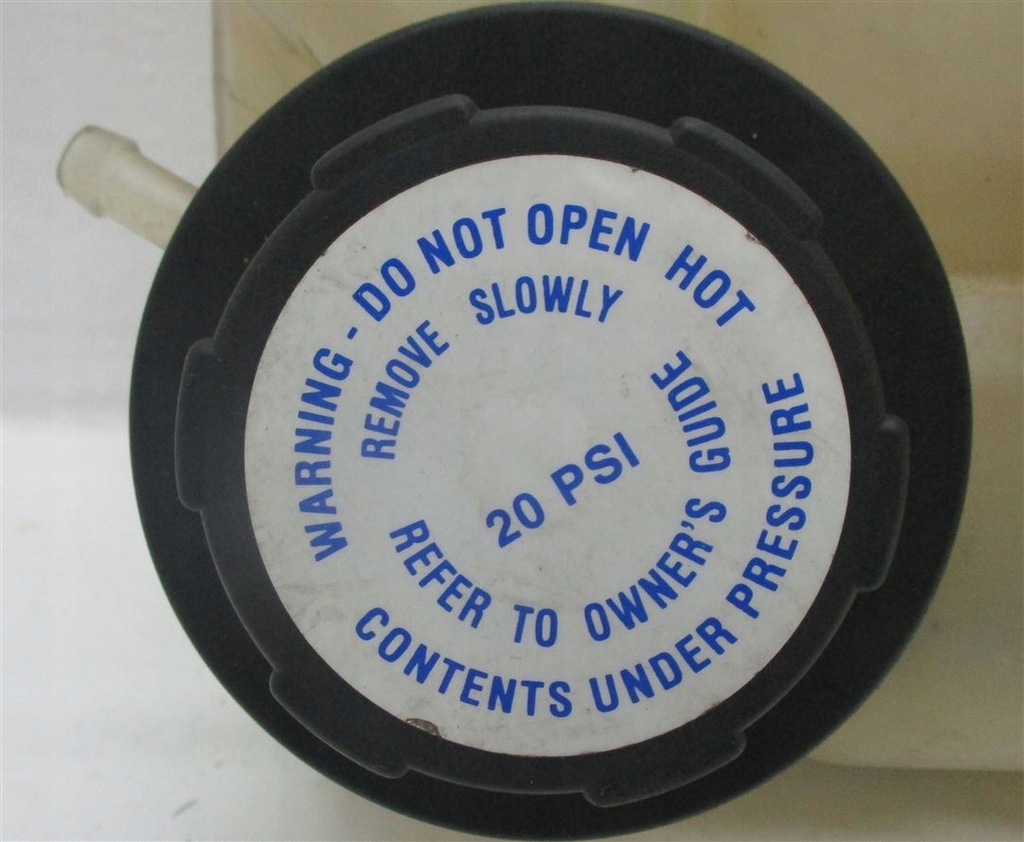 WARNING - DO NOT OPEN HOT
REMOVE SLOWLY
20 PSI
REFER TO OWNER'S GUIDE
CONTENTS UNDER PRESSURE